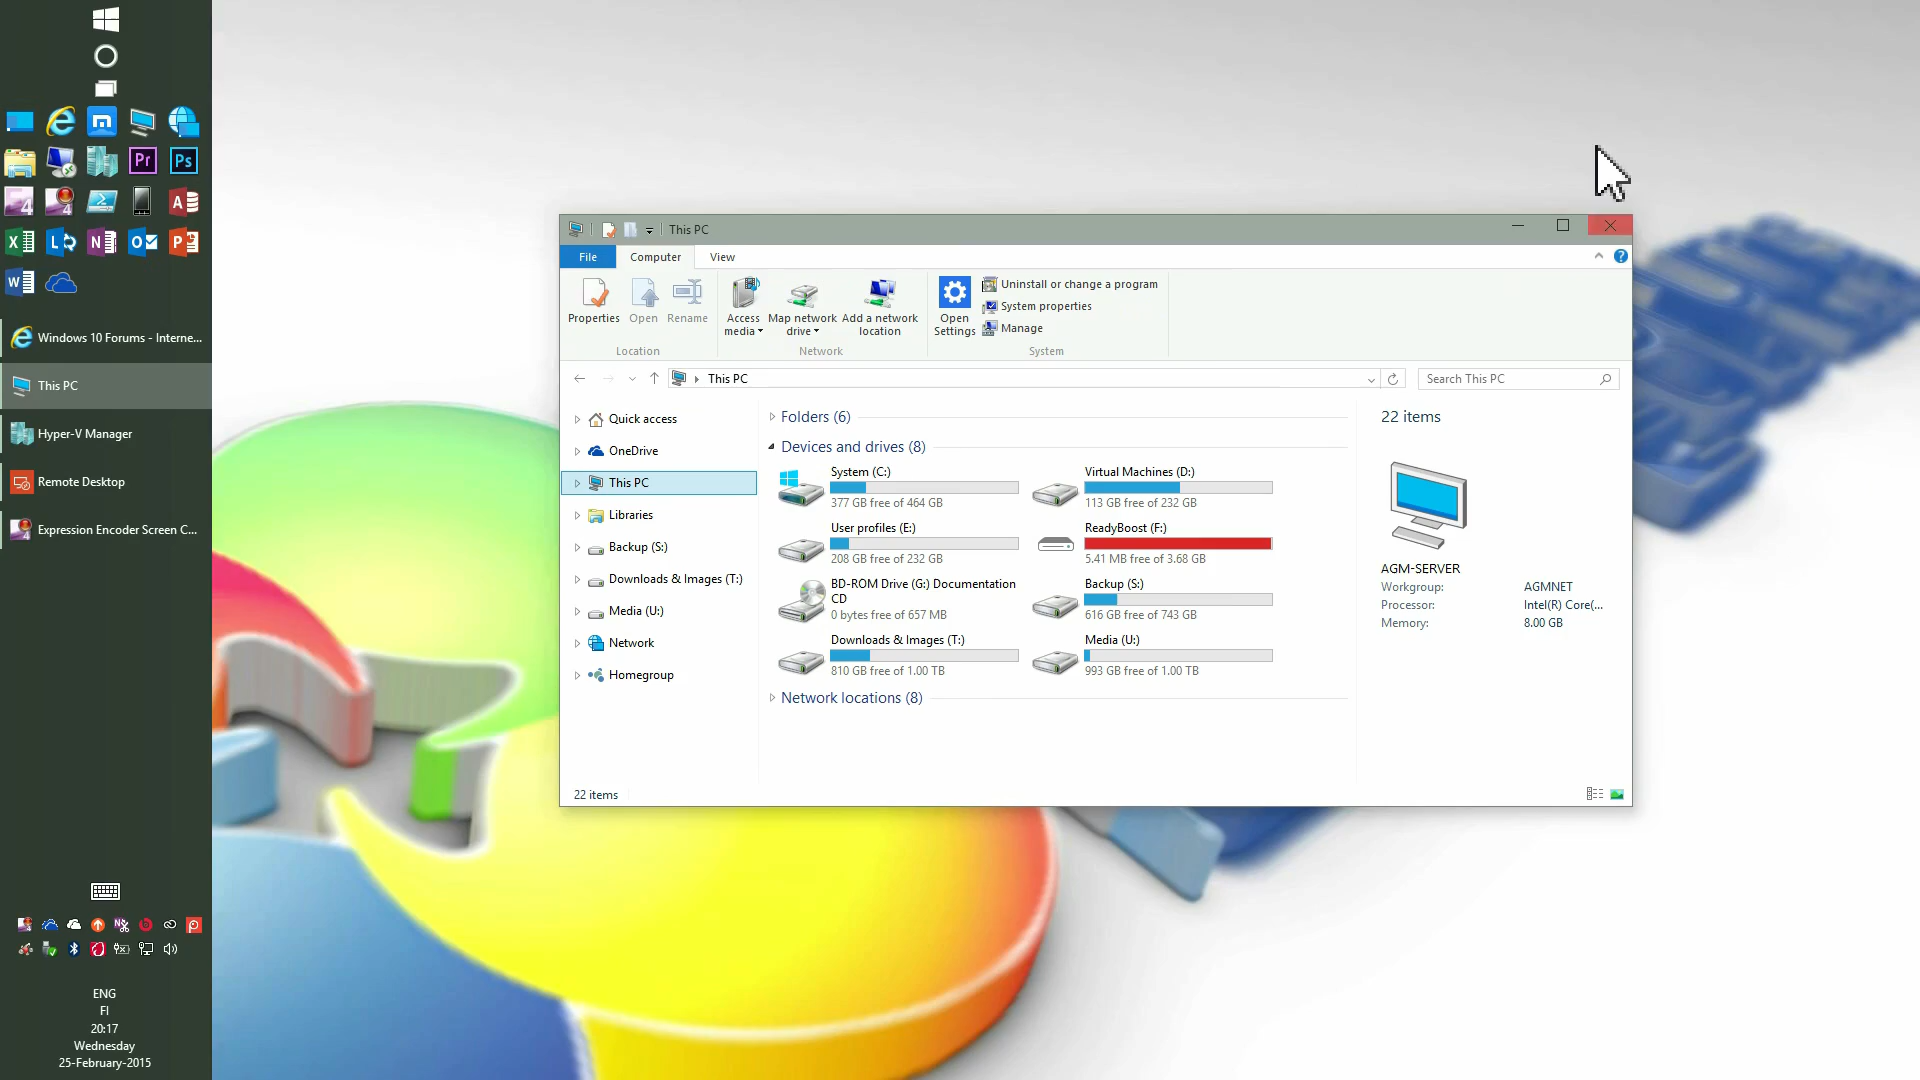 Pr
Ps
Windows 10 Forums - Interne...
This PC
Hyper-V Manager
Remote Desktop
Expression Encoder Screen C...
ENG
FI
20:17
Wednesday
25-February-2015
This PC
File Computer View
Properties
Open
Rename
Access media
Map network drive
Add a network location
Open Settings
Uninstall or change a program
System properties
Manage
Location
Network
System
This PC
Search This PC
Quick access
OneDrive
This PC
Libraries
Backup (S:)
Downloads & Images (T:)
Media (U:)
Network
Homegroup
Folders (6)
Devices and drives (8)
System (C:)
377 GB free of 464 GB
Virtual Machines (D:)
113 GB free of 232 GB
User profiles (E:)
208 GB free of 232 GB
ReadyBoost (F:)
5.41 MB free of 3.68 GB
BD-ROM Drive (G:) Documentation
CD
0 bytes free of 657 MB
Backup (S:)
616 GB free of 743 GB
Downloads & Images (T:)
810 GB free of 1.00 TB
Media (U:)
993 GB free of 1.00 TB
Network locations (8)
22 items
AGM-SERVER
Workgroup: AGMNET
Processor: Intel(R) Core(...
Memory: 8.00 GB
22 items